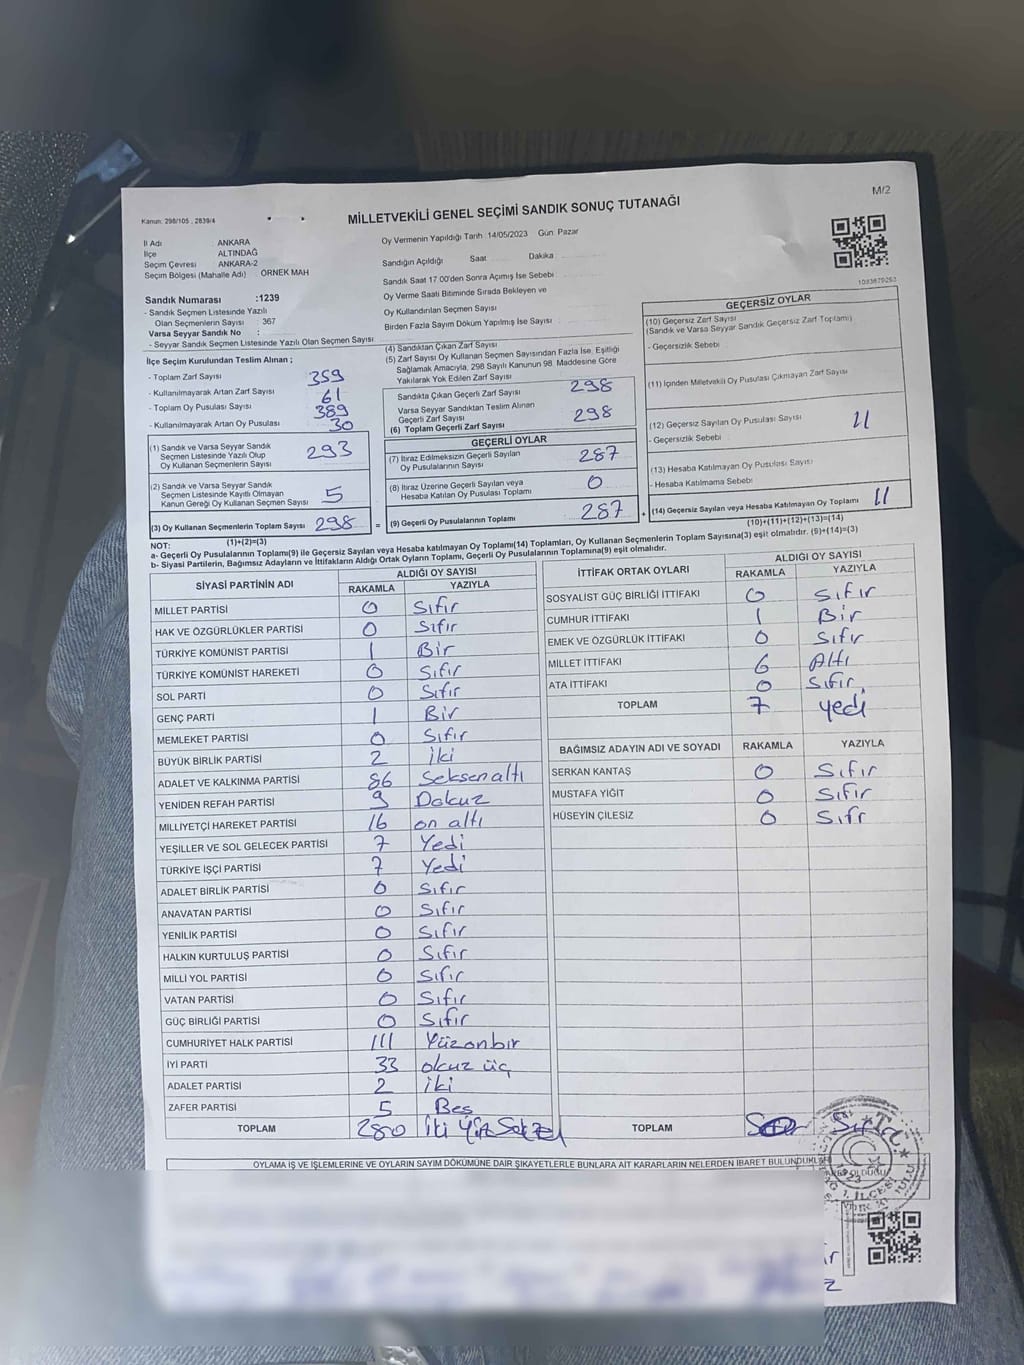 M/2
Kanun: 298/105 , 2839/4
MİLLETVEKİLİ GENEL SEÇİMİ SANDIK SONUÇ TUTANAĞI
İl Adı : ANKARA
İlçe : ALTINDAĞ
Seçim Çevresi : ANKARA-2
Seçim Bölgesi (Mahalle Adı) : ÖRNEK MAH
Sandık Numarası :1239
- Sandık Seçmen Listesinde Yazılı
Olan Seçmenlerin Sayısı : 367
Varsa Seyyar Sandık No :
- Seyyar Sandık Seçmen Listesinde Yazılı Olan Seçmen Sayısı
Oy Vermenin Yapıldığı Tarih :14/05/2023 Gün: Pazar
Sandığın Açıldığı Saat Dakika
Sandık Saat 17.00'den Sonra Açılmış İse Sebebi
Oy Verme Saati Bitiminde Sırada Bekleyen ve
Oy Kullandırılan Seçmen Sayısı
Birden Fazla Sayım Döküm Yapılmış İse Sayısı
İlçe Seçim Kurulundan Teslim Alınan ;
- Toplam Zarf Sayısı 359
- Kullanılmayarak Artan Zarf Sayısı 61
- Toplam Oy Pusulası Sayısı 389
- Kullanılmayarak Artan Oy Pusulası 30
(1) Sandık ve Varsa Seyyar Sandık
Seçmen Listesinde Yazılı Olup
Oy Kullanan Seçmenlerin Sayısı 293
(2) Sandık ve Varsa Seyyar Sandık
Seçmen Listesinde Kayıtlı Olmayan
Kanun Gereği Oy Kullanan Seçmen Sayısı 5
(3) Oy Kullanan Seçmenlerin Toplam Sayısı 298 =
(1)+(2)=(3)
(4) Sandıktan Çıkan Zarf Sayısı
(5) Zarf Sayısı Oy Kullanan Seçmen Sayısından Fazla İse, Eşitliği
Sağlamak Amacıyla, 298 Sayılı Kanunun 98. Maddesine Göre
Yakılarak Yok Edilen Zarf Sayısı
Sandıkta Çıkan Geçerli Zarf Sayısı 298
Varsa Seyyar Sandıktan Teslim Alınan
Geçerli Zarf Sayısı 298
(6) Toplam Geçerli Zarf Sayısı
GEÇERLİ OYLAR
(7) İtiraz Edilmeksizin Geçerli Sayılan
Oy Pusulalarının Sayısı 287
(8) İtiraz Üzerine Geçerli Sayılan veya
Hesaba Katılan Oy Pusulası Toplamı 0
(9) Geçerli Oy Pusulalarının Toplamı 287 +
GEÇERSİZ OYLAR
(10) Geçersiz Zarf Sayısı
(Sandık ve Varsa Seyyar Sandık Geçersiz Zarf Toplamı)
- Geçersizlik Sebebi
(11) İçinden Milletvekili Oy Pusulası Çıkmayan Zarf Sayısı
(12) Geçersiz Sayılan Oy Pusulası Sayısı 11
- Geçersizlik Sebebi
(13) Hesaba Katılmayan Oy Pusulası Sayısı
- Hesaba Katılmama Sebebi
(14) Geçersiz Sayılan veya Hesaba Katılmayan Oy Toplamı 11
(10)+(11)+(12)+(13)=(14)
NOT:
a- Geçerli Oy Pusulalarının Toplamı(9) ile Geçersiz Sayılan veya Hesaba katılmayan Oy Toplamı(14) Toplamları, Oy Kullanan Seçmenlerin Toplam Sayısına(3) eşit olmalıdır. (9)+(14)=(3)
b- Siyasi Partilerin, Bağımsız Adayların ve İttifakların Aldığı Ortak Oyların Toplamı, Geçerli Oy Pusulalarının Toplamına(9) eşit olmalıdır.
SİYASİ PARTİNİN ADI ALDIĞI OY SAYISI
RAKAMLA YAZIYLA
MİLLET PARTİSİ 0 Sıfır
HAK VE ÖZGÜRLÜKLER PARTİSİ 0 Sıfır
TÜRKİYE KOMÜNİST PARTİSİ 1 Bir
TÜRKİYE KOMÜNİST HAREKETİ 0 Sıfır
SOL PARTİ 0 Sıfır
GENÇ PARTİ 1 Bir
MEMLEKET PARTİSİ 0 Sıfır
BÜYÜK BİRLİK PARTİSİ 2 İki
ADALET VE KALKINMA PARTİSİ 86 Seksen altı
YENİDEN REFAH PARTİSİ 9 Dokuz
MİLLİYETÇİ HAREKET PARTİSİ 16 on altı
YEŞİLLER VE SOL GELECEK PARTİSİ 7 Yedi
TÜRKİYE İŞÇİ PARTİSİ 7 Yedi
ADALET BİRLİK PARTİSİ 0 Sıfır
ANAVATAN PARTİSİ 0 Sıfır
YENİLİK PARTİSİ 0 Sıfır
HALKIN KURTULUŞ PARTİSİ 0 Sıfır
MİLLİ YOL PARTİSİ 0 Sıfır
VATAN PARTİSİ 0 Sıfır
GÜÇ BİRLİĞİ PARTİSİ 0 Sıfır
CUMHURİYET HALK PARTİSİ 111 Yüzonbir
İYİ PARTİ 33 otuz üç
ADALET PARTİSİ 2 iki
ZAFER PARTİSİ 5 Beş
TOPLAM 280 İki
İTTİFAK ORTAK OYLARI ALDIĞI OY SAYISI
RAKAMLA YAZIYLA
SOSYALİST GÜÇ BİRLİĞİ İTTİFAKI 0 Sıfır
CUMHUR İTTİFAKI 1 Bir
EMEK VE ÖZGÜRLÜK İTTİFAKI 0 Sıfır
MİLLET İTTİFAKI 6 Altı
ATA İTTİFAKI 0 Sıfır
TOPLAM 7 yedi
BAĞIMSIZ ADAYIN ADI VE SOYADI RAKAMLA YAZIYLA
SERKAN KANTAŞ 0 Sıfır
MUSTAFA YİĞİT 0 Sıfır
HÜSEYİN ÇİLESİZ 0 Sıfr
TOPLAM Sıfır
OYLAMA İŞ VE İŞLEMLERİNE VE OYLARIN SAYIM DÖKÜMÜNE DAİR ŞİKAYETLERLE BUNLARA AİT KARARLARIN NELERDEN İBARET BULUNDUKL
T.C.